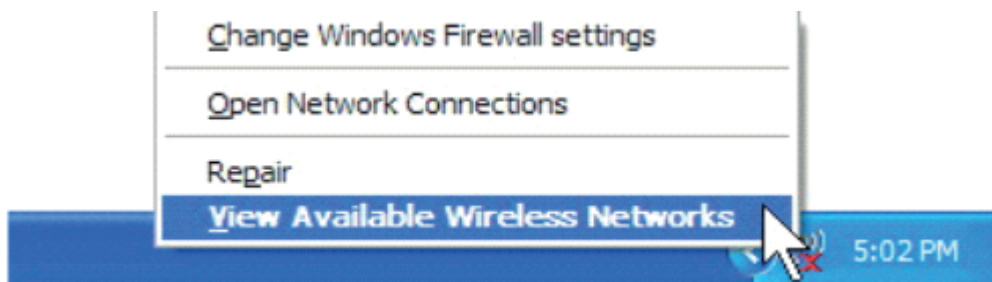 Change Windows Firewall settings
Open Network Connections
Repair
View Available Wireless Networks
5:02 PM